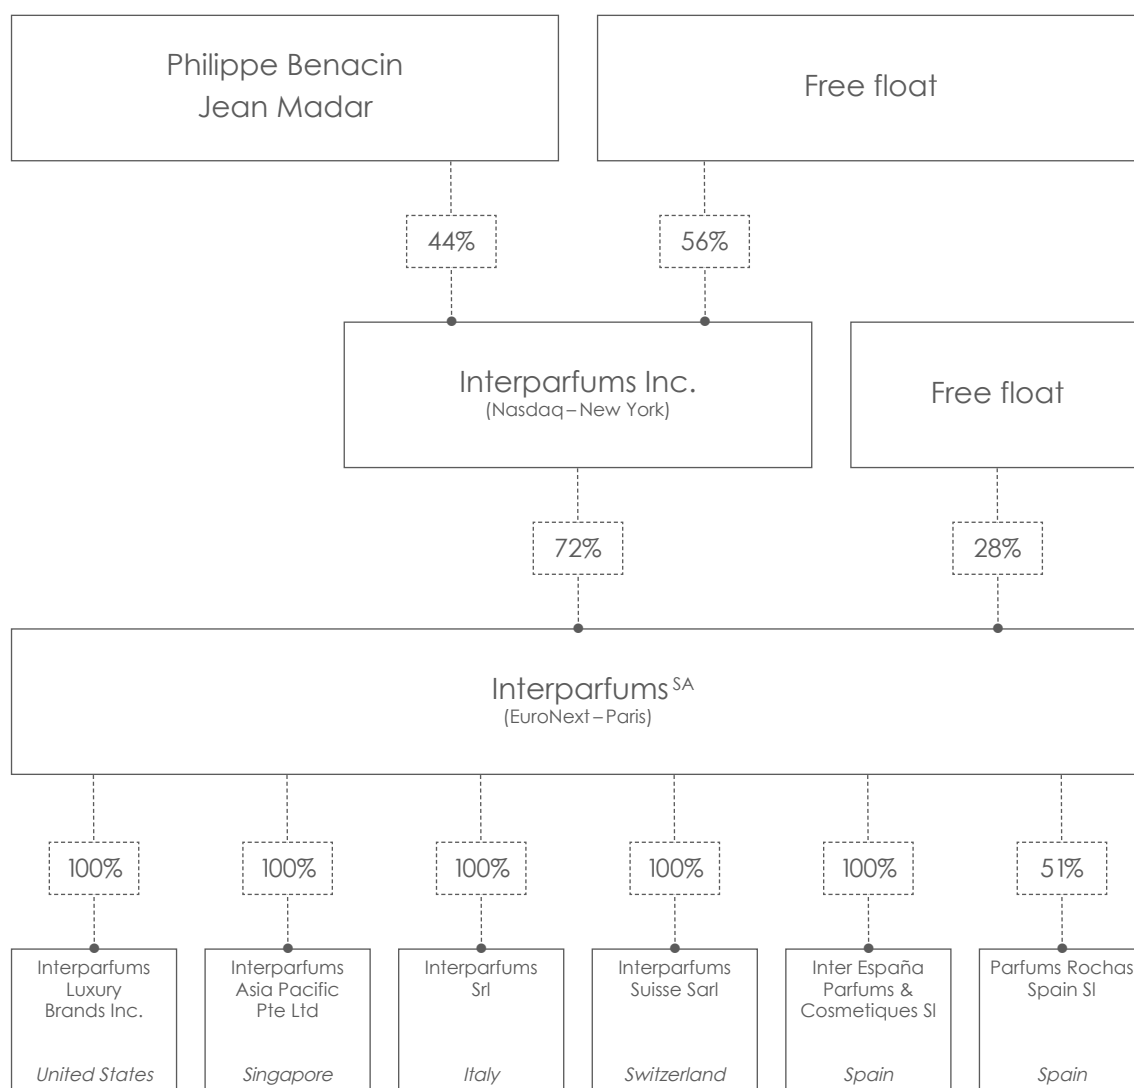 Philippe Benacin
Jean Madar
Free float
44%
56%
Interparfums Inc.
(Nasdaq – New York)
Free float
72%
28%
Interparfums SA
(EuroNext – Paris)
100%
100%
100%
100%
100%
51%
Interparfums
Luxury
Brands Inc.
United States
Interparfums
Asia Pacific
Pte Ltd
Singapore
Interparfums
Srl
Italy
Interparfums
Suisse Sarl
Switzerland
Inter España
Parfums &
Cosmetiques Sl
Spain
Parfums Rochas
Spain Sl
Spain